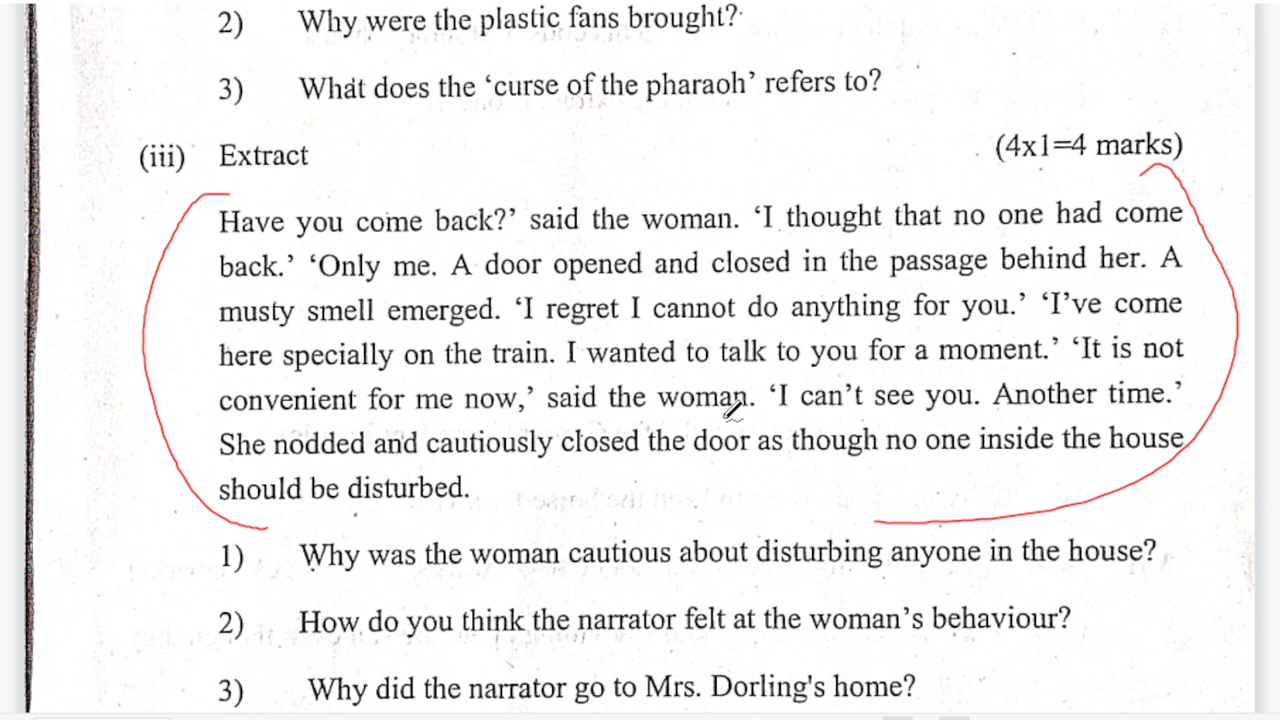 2) Why were the plastic fans brought?
3) What does the ‘curse of the pharaoh’ refers to?
(iii) Extract (4x1=4 marks)
Have you come back?’ said the woman. ‘I thought that no one had come
back.’ ‘Only me. A door opened and closed in the passage behind her. A
musty smell emerged. ‘I regret I cannot do anything for you.’ ‘I’ve come
here specially on the train. I wanted to talk to you for a moment.’ ‘It is not
convenient for me now,’ said the woman. ‘I can’t see you. Another time.’
She nodded and cautiously closed the door as though no one inside the house
should be disturbed.
1) Why was the woman cautious about disturbing anyone in the house?
2) How do you think the narrator felt at the woman’s behaviour?
3) Why did the narrator go to Mrs. Dorling's home?